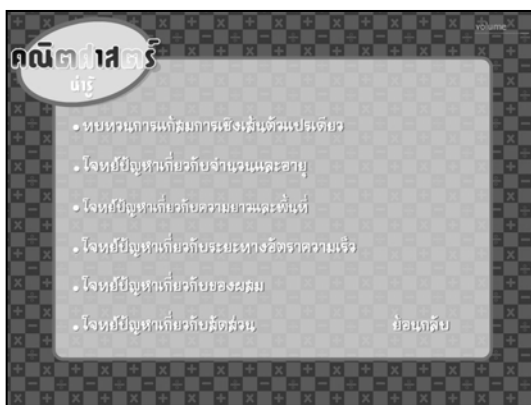 volume
คณิตศาสตร์
น่ารู้
• ทบทวนการแก้สมการเชิงเส้นตัวแปรเดียว
• โจทย์ปัญหาเกี่ยวกับจำนวนและอายุ
• โจทย์ปัญหาเกี่ยวกับความยาวและพื้นที่
• โจทย์ปัญหาเกี่ยวกับระยะทางอัตราความเร็ว
• โจทย์ปัญหาเกี่ยวกับของผสม
• โจทย์ปัญหาเกี่ยวกับสัดส่วน ย้อนกลับ